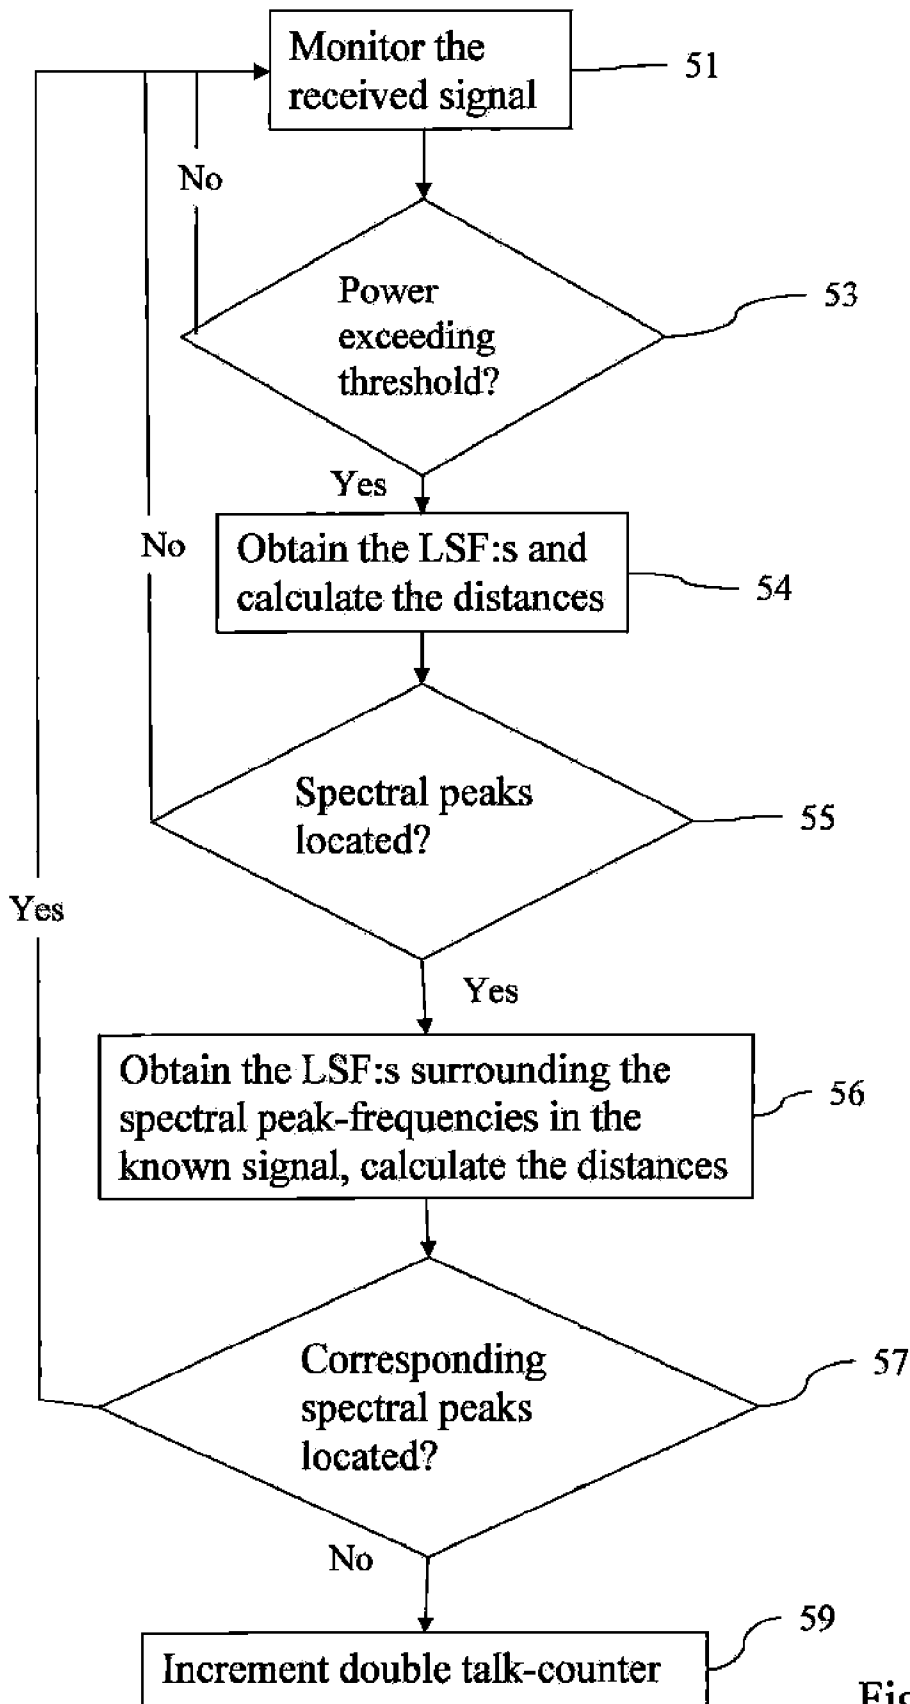 Monitor the
received signal
51
No
Power
exceeding
threshold?
53
Yes
Obtain the LSF:s and
calculate the distances
54
No
Spectral peaks
located?
55
Yes
Yes
Obtain the LSF:s surrounding the
spectral peak-frequencies in the
known signal, calculate the distances
56
Corresponding
spectral peaks
located?
57
No
Increment double talk-counter
59